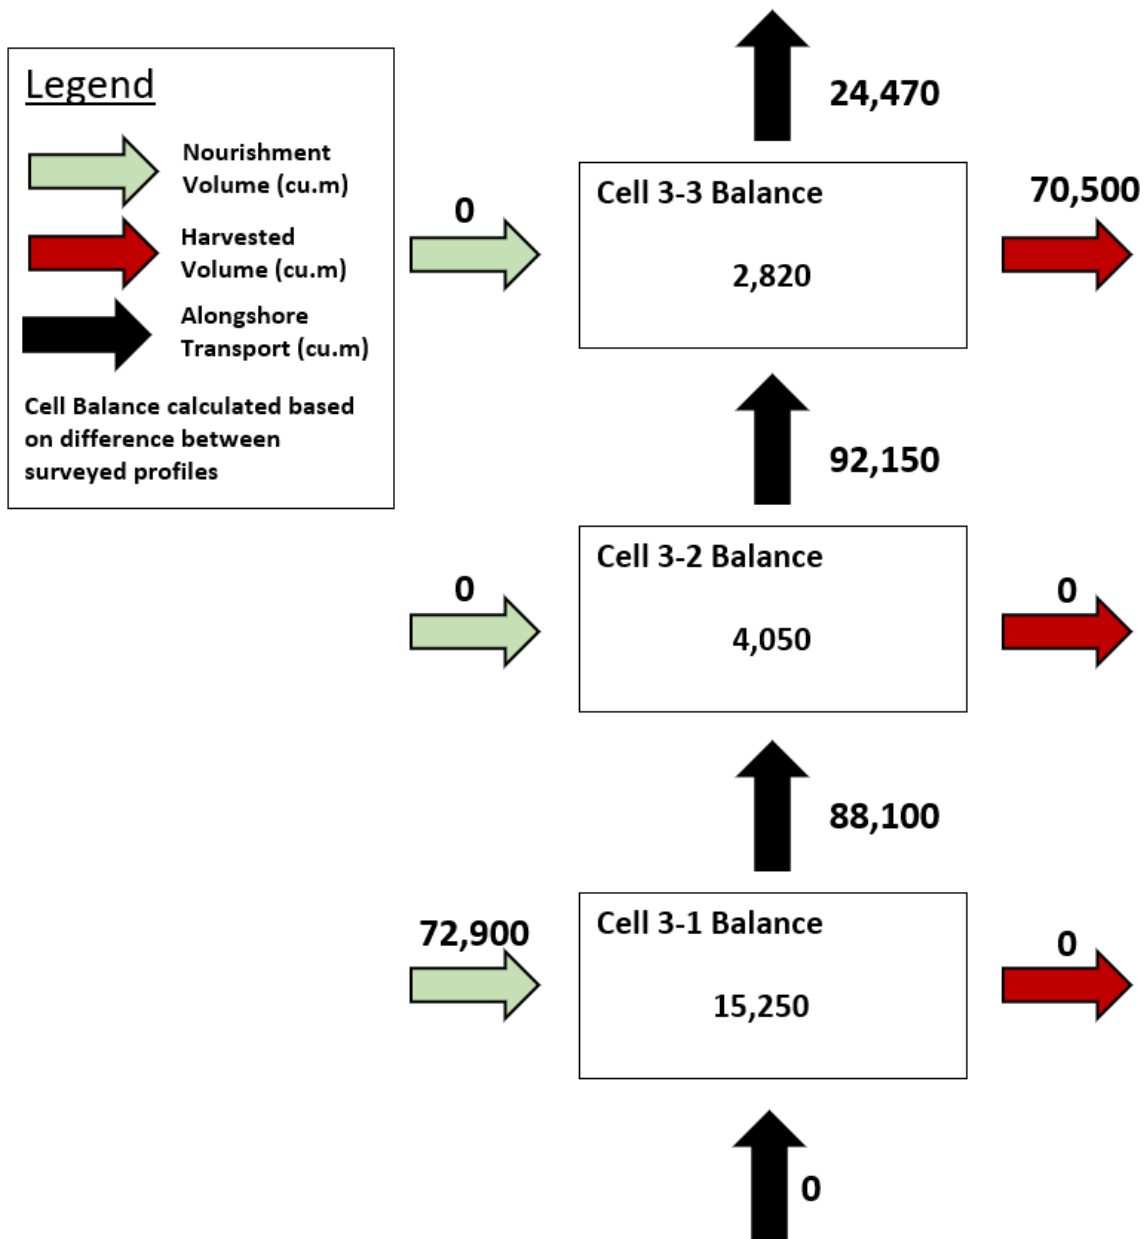 Legend
Nourishment
Volume (cu.m)
Harvested
Volume (cu.m)
Alongshore
Transport (cu.m)
Cell Balance calculated based
on difference between
surveyed profiles
24,470
0
Cell 3-3 Balance
2,820
70,500
92,150
0
Cell 3-2 Balance
4,050
0
88,100
72,900
Cell 3-1 Balance
15,250
0
0